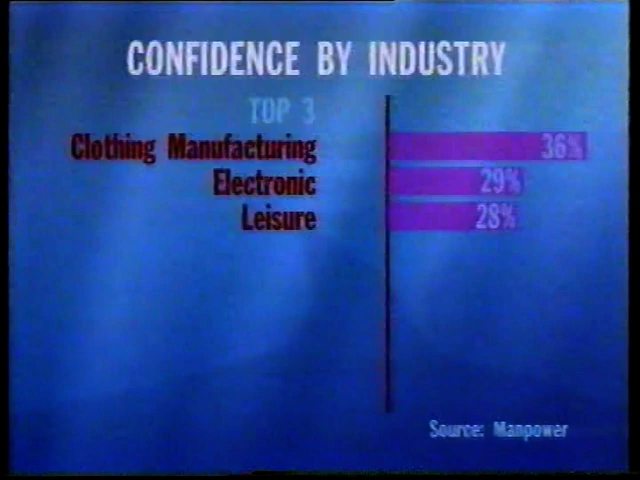 CONFIDENCE BY INDUSTRY
TOP 3
Clothing Manufacturing 36%
Electronic 29%
Leisure 28%
Source: Manpower